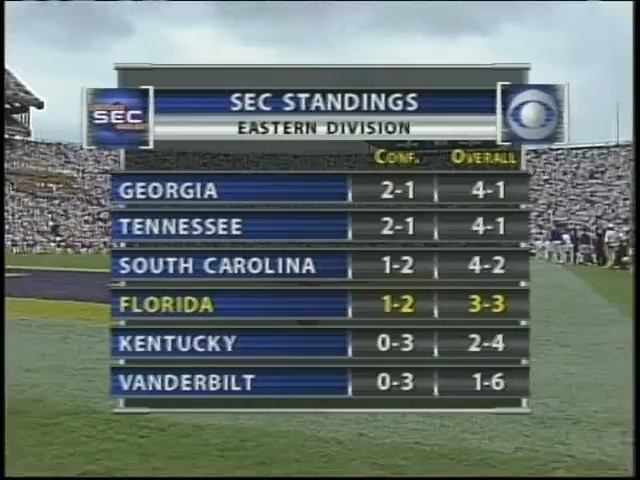 SEC STANDINGS
SEC
EASTERN DIVISION
CONF. OVERALL
GEORGIA 2-1 4-1
TENNESSEE 2-1 4-1
SOUTH CAROLINA 1-2 4-2
FLORIDA 1-2 3-3
KENTUCKY 0-3 2-4
VANDERBILT 0-3 1-6